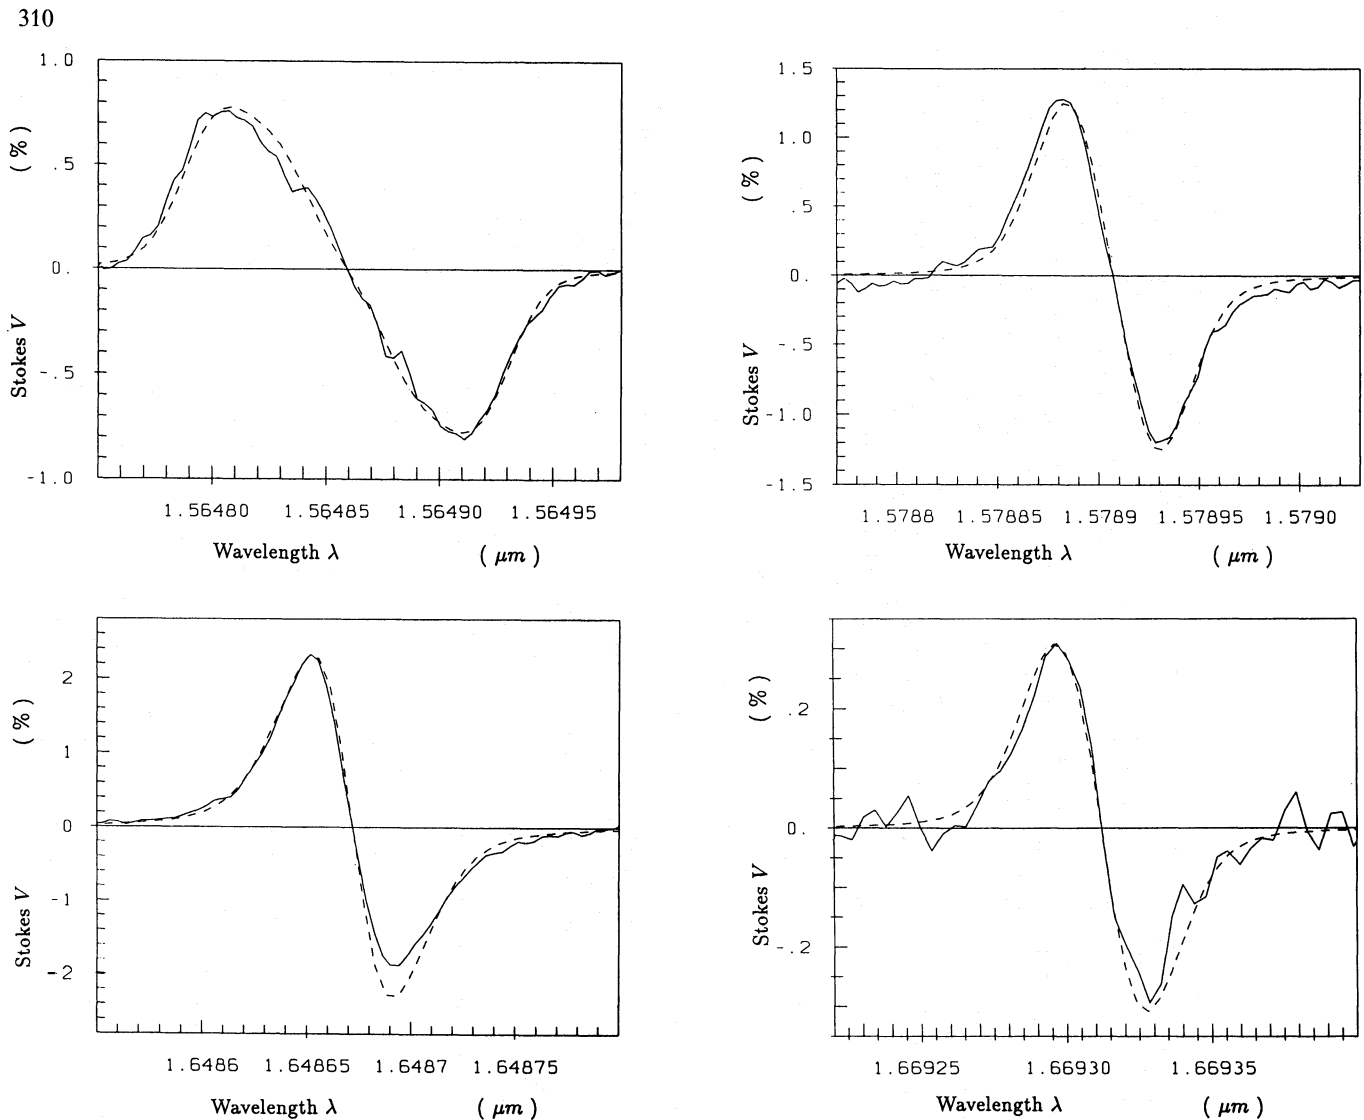 310
1.0
.5
0.
-.5
-1.0
Stokes V (%)
1.56480 1.56485 1.56490 1.56495
Wavelength λ ( μm )
1.5
1.0
.5
0.
-.5
-1.0
-1.5
Stokes V (%)
1.5788 1.57885 1.5789 1.57895 1.5790
Wavelength λ ( μm )
2
1
0
-1
-2
Stokes V (%)
1.6486 1.64865 1.6487 1.64875
Wavelength λ ( μm )
.2
0.
-.2
Stokes V (%)
1.66925 1.66930 1.66935
Wavelength λ ( μm )